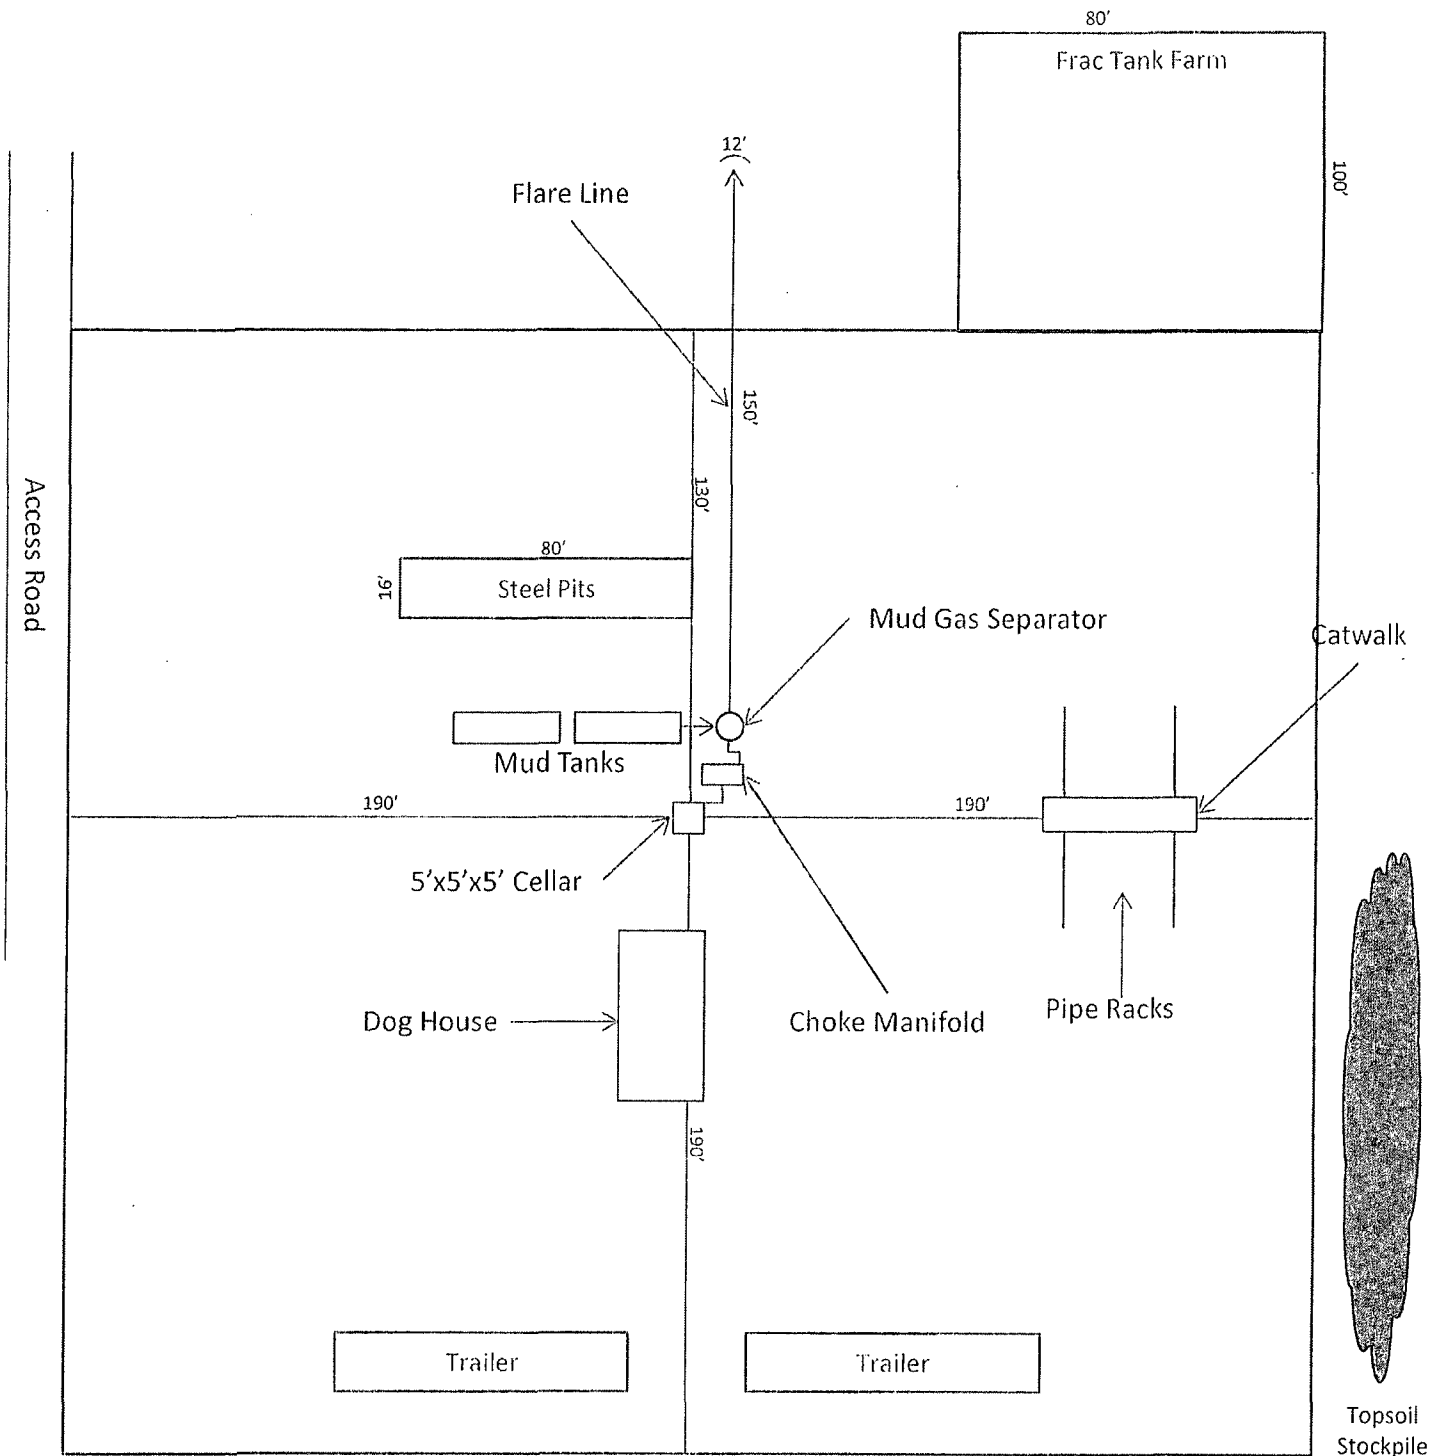 80'
Frac Tank Farm
12'
100'
Flare Line
150'
130'
Access Road
80'
16'
Steel Pits
Mud Gas Separator
Catwalk
Mud Tanks
190'
190'
5'x5'x5' Cellar
Dog House
Choke Manifold
Pipe Racks
190'
Trailer
Trailer
Topsoil
Stockpile